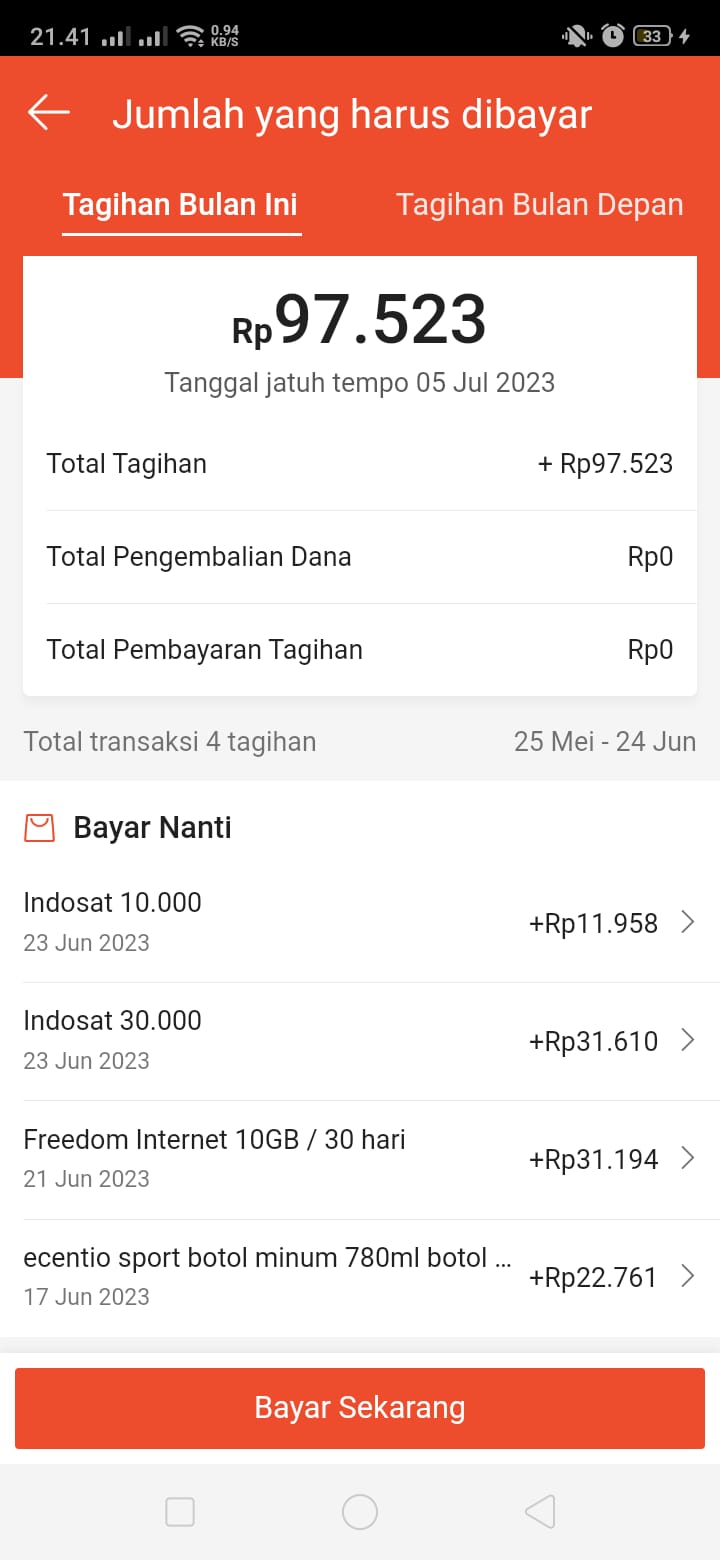 21.41 0.94 KB/S 33
Jumlah yang harus dibayar
Tagihan Bulan Ini Tagihan Bulan Depan
Rp97.523
Tanggal jatuh tempo 05 Jul 2023
Total Tagihan + Rp97.523
Total Pengembalian Dana Rp0
Total Pembayaran Tagihan Rp0
Total transaksi 4 tagihan 25 Mei - 24 Jun
Bayar Nanti
Indosat 10.000 +Rp11.958
23 Jun 2023
Indosat 30.000 +Rp31.610
23 Jun 2023
Freedom Internet 10GB / 30 hari +Rp31.194
21 Jun 2023
ecentio sport botol minum 780ml botol ... +Rp22.761
17 Jun 2023
Bayar Sekarang